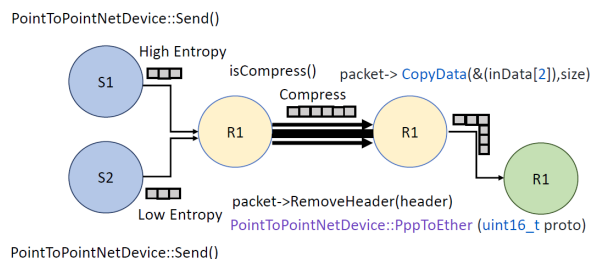 PointToPointNetDevice::Send()
High Entropy
isCompress()
packet-> CopyData(&(inData[2]),size)
Compress
S1
R1
R1
S2
R1
Low Entropy
packet->RemoveHeader(header)
PointToPointNetDevice::PppToEther (uint16_t proto)
PointToPointNetDevice::Send()